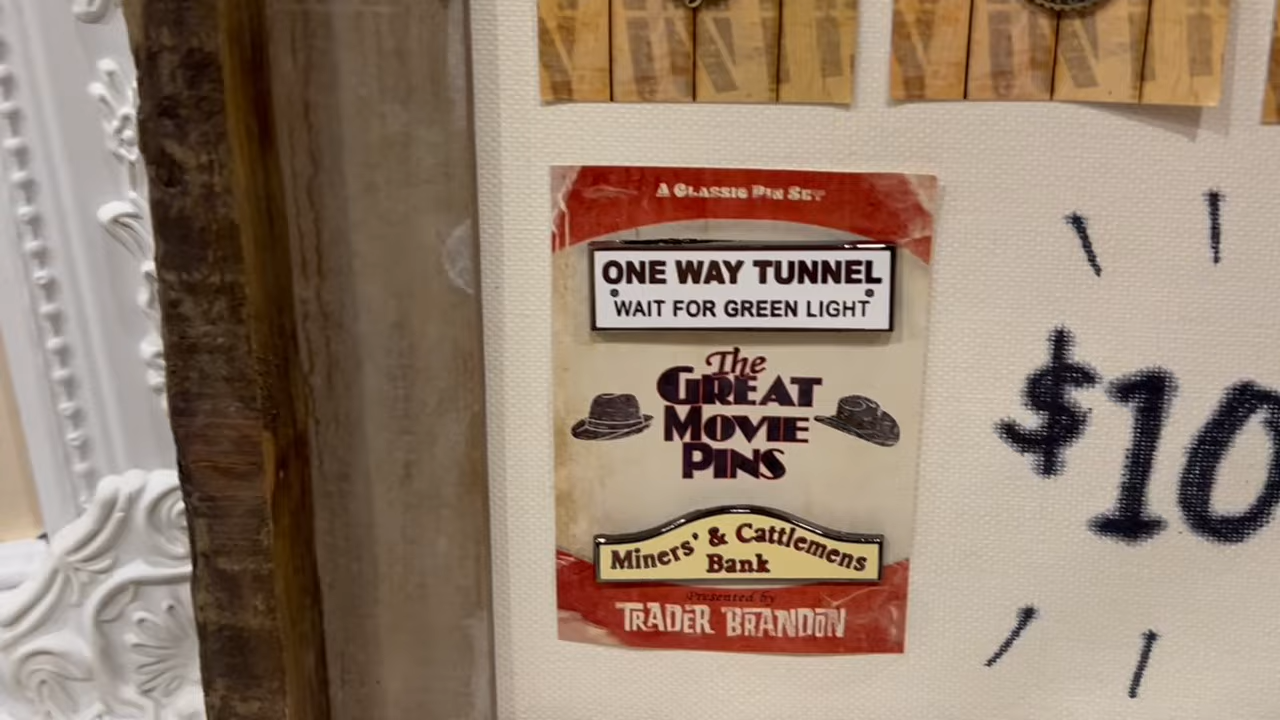 A CLASSIC PIN SET
ONE WAY TUNNEL
WAIT FOR GREEN LIGHT
The
GREAT
MOVIE
PINS
$10
Miners' & Cattlemens
Bank
Presented by
TRADER BRANDON